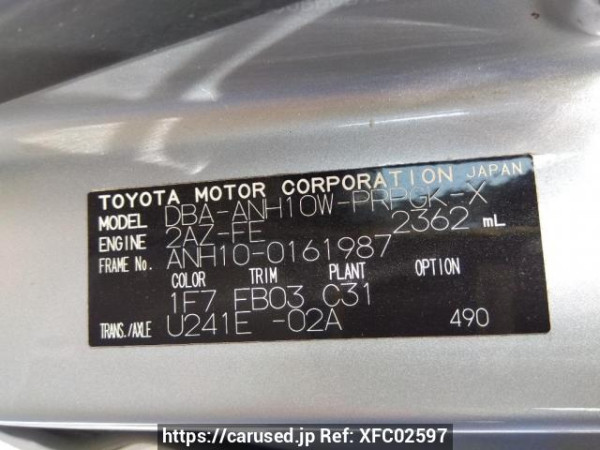 TOYOTA MOTOR CORPORATION JAPAN
MODEL DBA-ANH10W-PRPGK-X
ENGINE 2AZ-FE 2362 mL
FRAME No. ANH10-0161987
COLOR TRIM PLANT OPTION
1F7 FB03 C31
TRANS./AXLE U241E -02A 490
https://carused.jp Ref: XFC02597